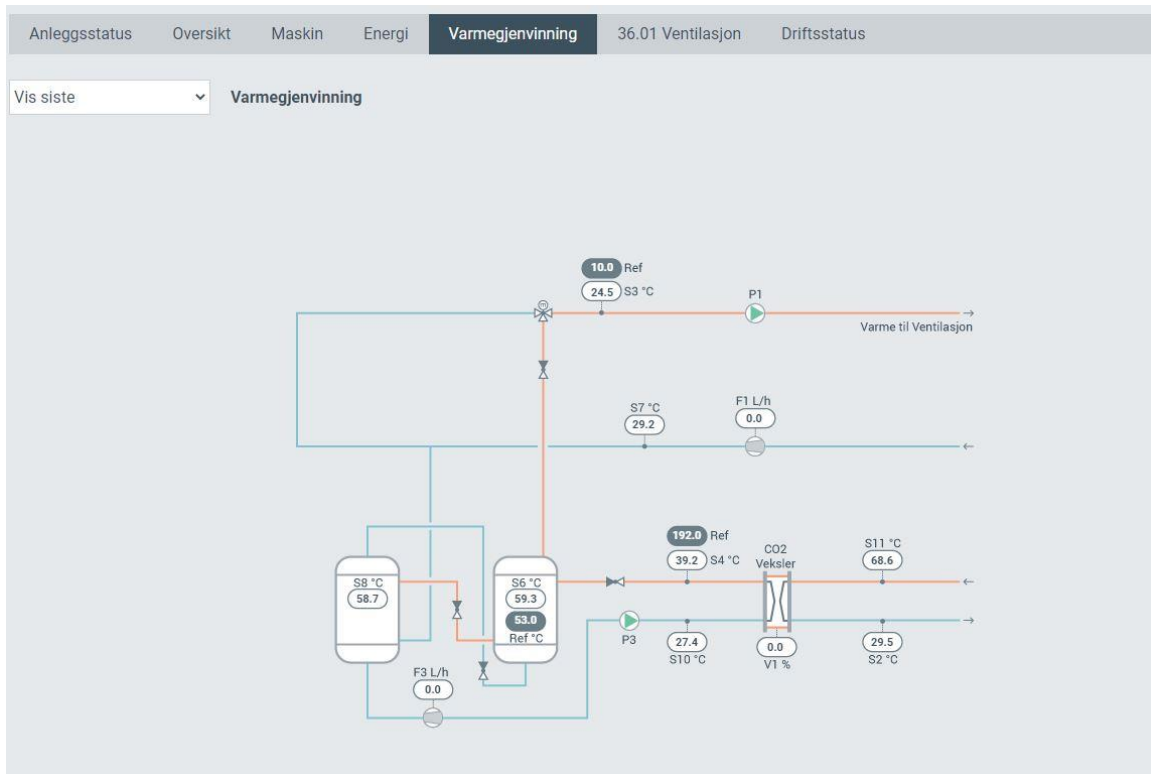 Anleggsstatus Oversikt Maskin Energi Varmegjenvinning 36.01 Ventilasjon Driftsstatus
Vis siste Varmegjenvinning
10.0 Ref
24.5 S3 °C
P1
Varme til Ventilasjon
S7 °C
29.2
F1 L/h
0.0
192.0 Ref
39.2 S4 °C
CO2
Veksler
S11 °C
68.6
S8 °C
58.7
S6 °C
59.3
53.0
Ref °C
P3
27.4
S10 °C
0.0
V1 %
29.5
S2 °C
F3 L/h
0.0